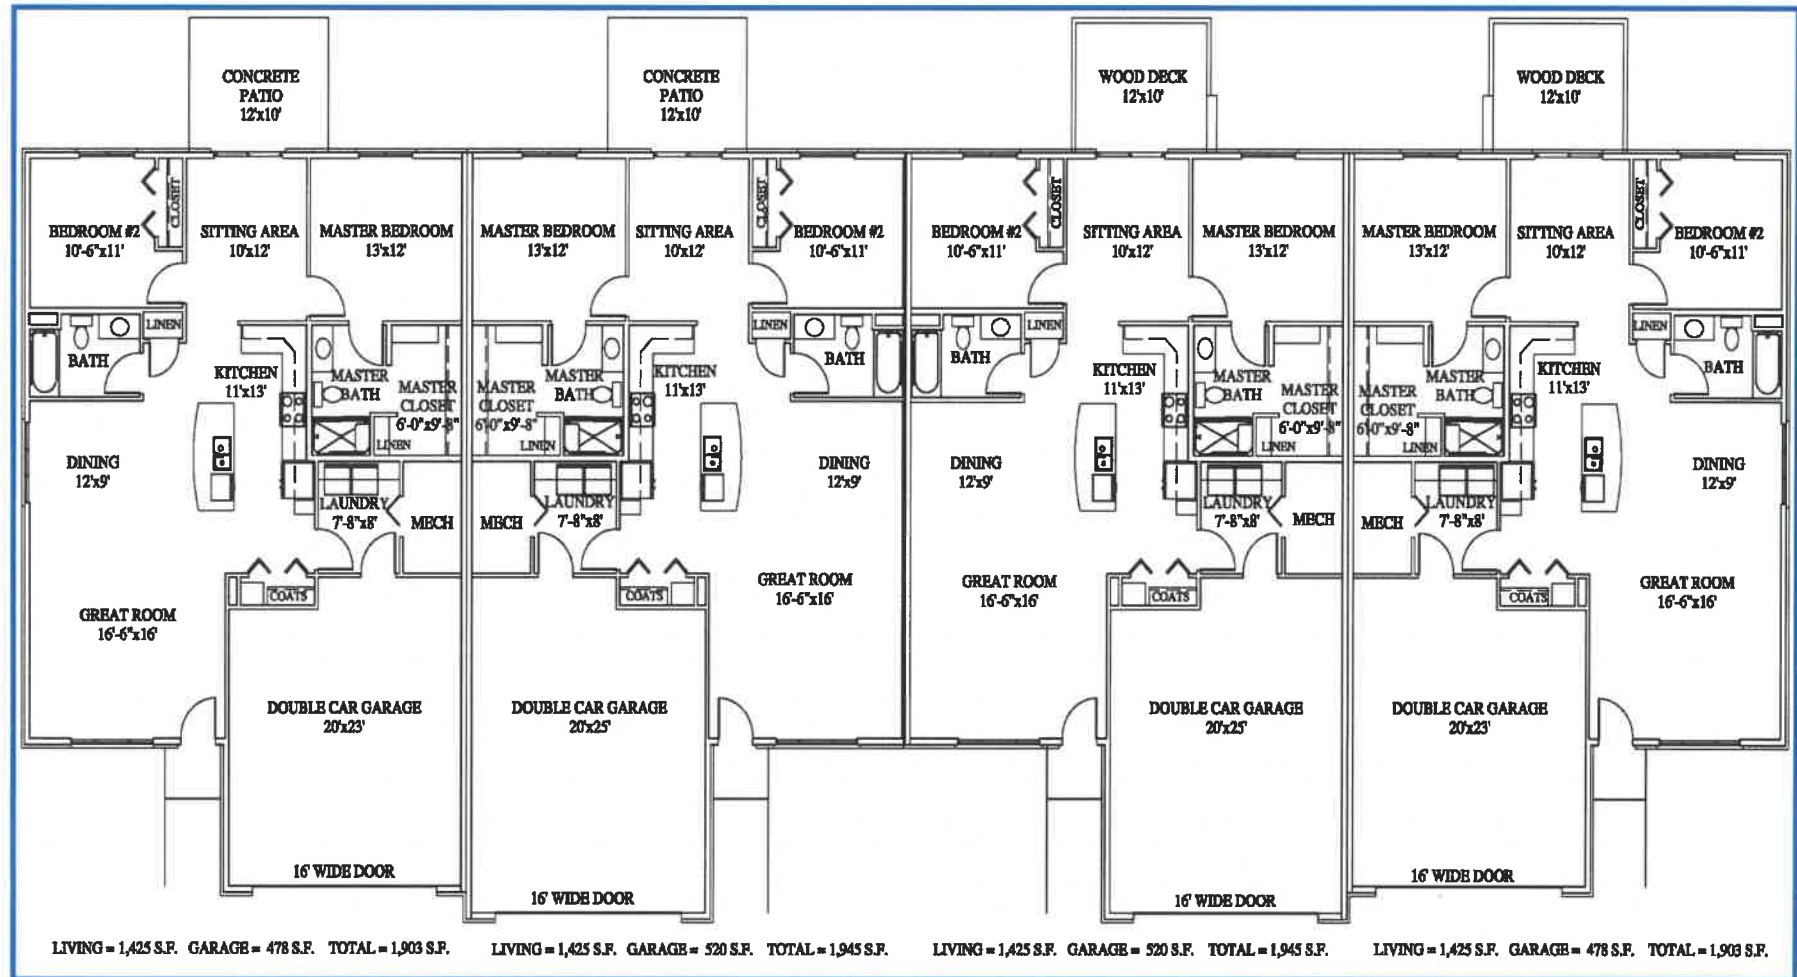 CONCRETE
PATIO
12'x10'
CONCRETE
PATIO
12'x10'
WOOD DECK
12'x10'
WOOD DECK
12'x10'
BEDROOM #2
10'-6"x11'
CLOSET
SITTING AREA
10'x12'
MASTER BEDROOM
13'x12'
MASTER BEDROOM
13'x12'
SITTING AREA
10'x12'
CLOSET
BEDROOM #2
10'-6"x11'
BEDROOM #2
10'-6"x11'
CLOSET
SITTING AREA
10'x12'
MASTER BEDROOM
13'x12'
MASTER BEDROOM
13'x12'
SITTING AREA
10'x12'
CLOSET
BEDROOM #2
10'-6"x11'
BATH
LINEN
KITCHEN
11'x13'
MASTER
BATH
MASTER
CLOSET
6'-0"x9'-8"
LINEN
MASTER
CLOSET
6'-0"x9'-8"
LINEN
MASTER
BATH
KITCHEN
11'x13'
LINEN
BATH
BATH
LINEN
KITCHEN
11'x13'
MASTER
BATH
MASTER
CLOSET
6'-0"x9'-8"
LINEN
MASTER
CLOSET
6'-0"x9'-8"
LINEN
MASTER
BATH
KITCHEN
11'x13'
LINEN
BATH
DINING
12'x9'
LAUNDRY
7'-8"x8'
MECH
MECH
LAUNDRY
7'-8"x8'
DINING
12'x9'
DINING
12'x9'
LAUNDRY
7'-8"x8'
MECH
MECH
LAUNDRY
7'-8"x8'
DINING
12'x9'
GREAT ROOM
16'-6"x16'
COATS
COATS
GREAT ROOM
16'-6"x16'
GREAT ROOM
16'-6"x16'
COATS
COATS
GREAT ROOM
16'-6"x16'
DOUBLE CAR GARAGE
20'x23'
DOUBLE CAR GARAGE
20'x25'
DOUBLE CAR GARAGE
20'x25'
DOUBLE CAR GARAGE
20'x23'
16' WIDE DOOR
16' WIDE DOOR
16' WIDE DOOR
16' WIDE DOOR
LIVING = 1,425 S.F. GARAGE = 478 S.F. TOTAL = 1,903 S.F.
LIVING = 1,425 S.F. GARAGE = 520 S.F. TOTAL = 1,945 S.F.
LIVING = 1,425 S.F. GARAGE = 520 S.F. TOTAL = 1,945 S.F.
LIVING = 1,425 S.F. GARAGE = 478 S.F. TOTAL = 1,903 S.F.